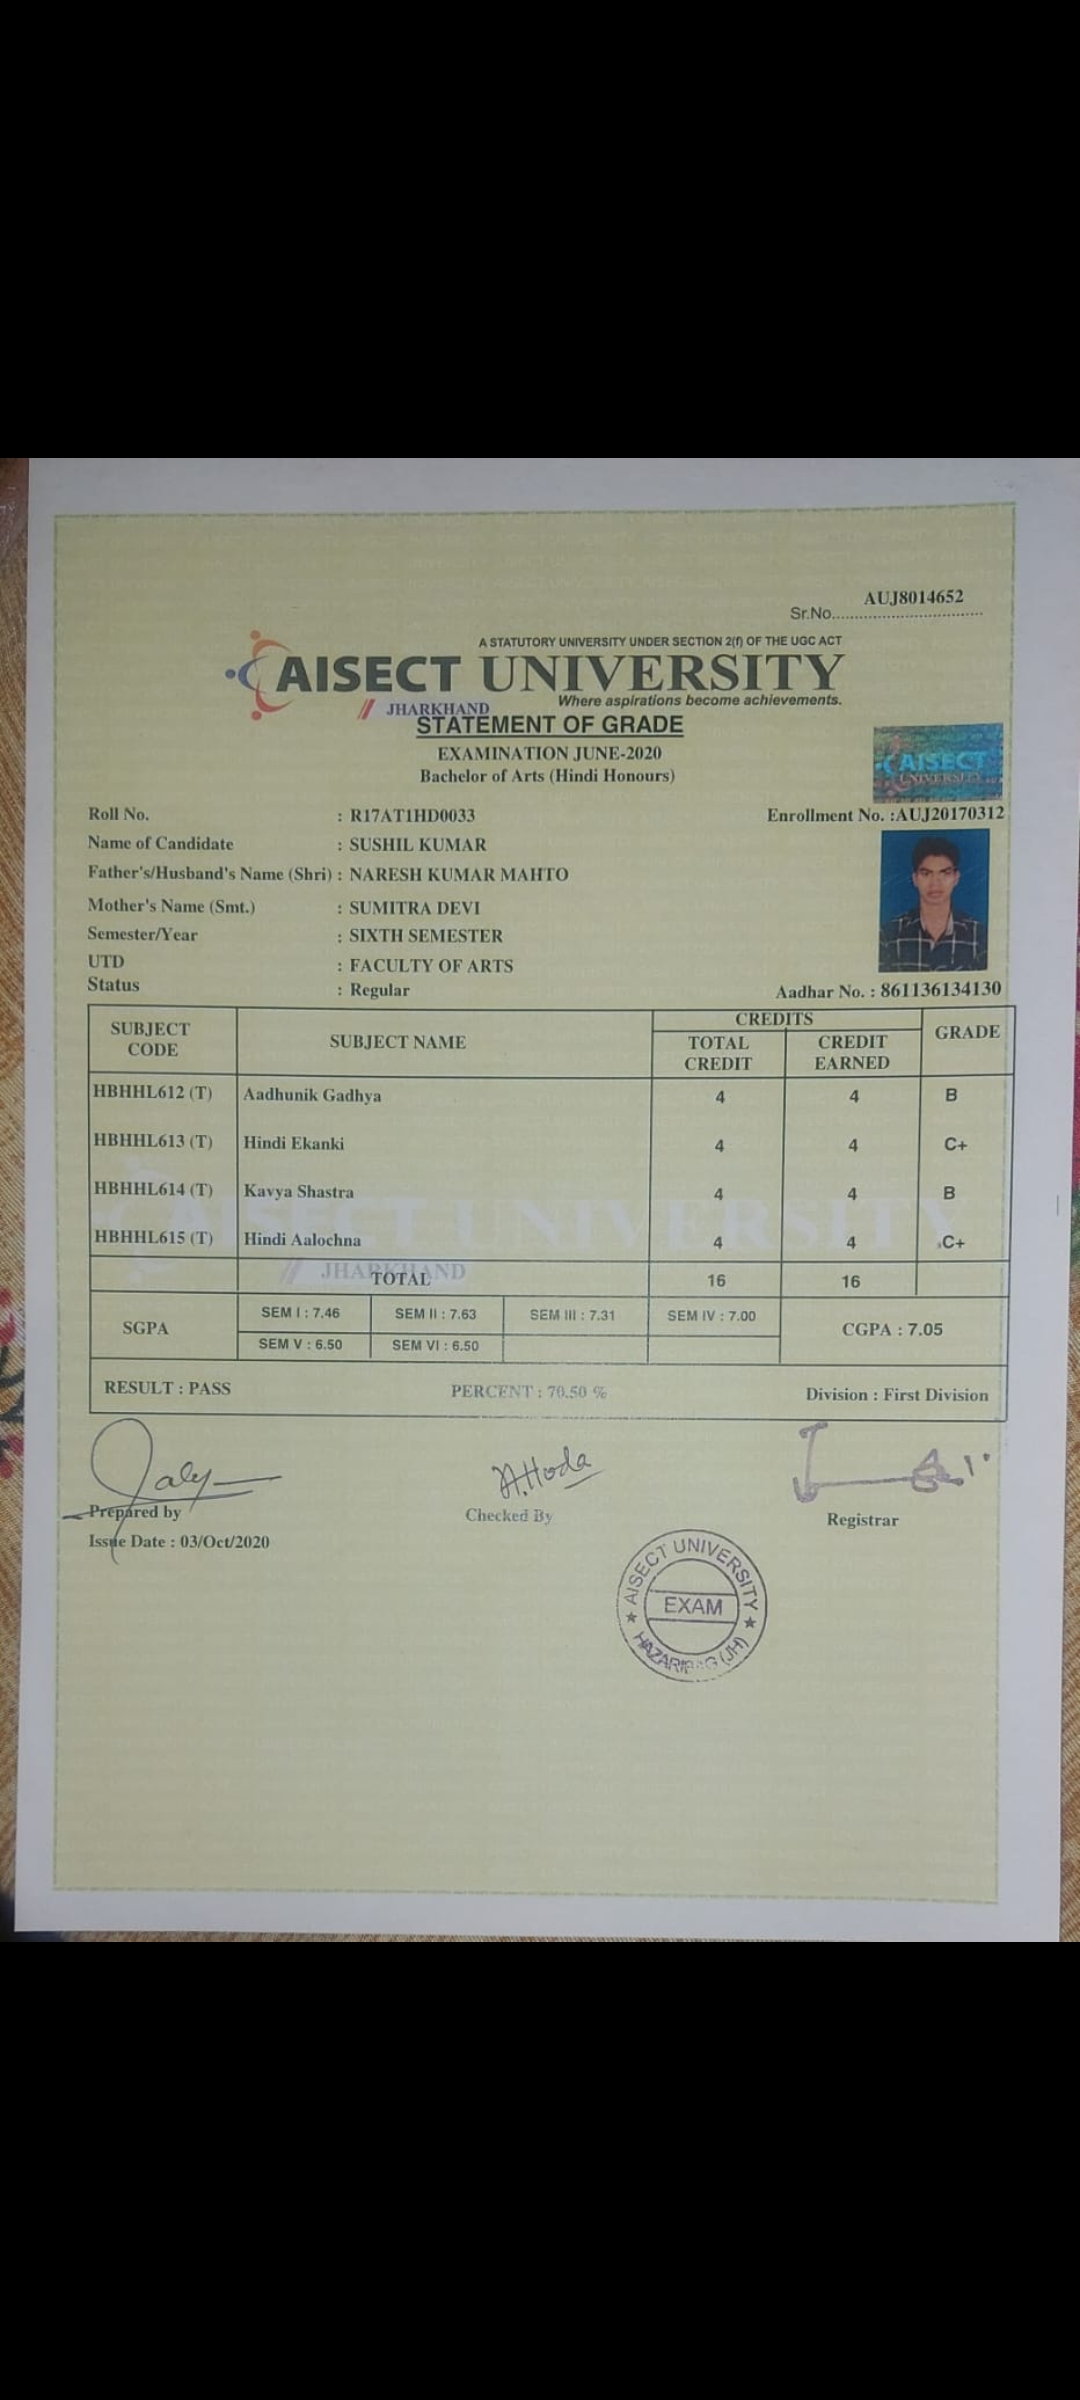 AUJ8014652
Sr.No.....................................
A STATUTORY UNIVERSITY UNDER SECTION 2(f) OF THE UGC ACT
AISECT UNIVERSITY
Where aspirations become achievements.
// JHARKHAND
STATEMENT OF GRADE
EXAMINATION JUNE-2020
Bachelor of Arts (Hindi Honours)
AISECT
UNIVERSITY
Roll No. : R17AT1HD0033 Enrollment No. :AUJ20170312
Name of Candidate : SUSHIL KUMAR
Father's/Husband's Name (Shri) : NARESH KUMAR MAHTO
Mother's Name (Smt.) : SUMITRA DEVI
Semester/Year : SIXTH SEMESTER
UTD : FACULTY OF ARTS
Status : Regular Aadhar No. : 861136134130
SUBJECT CODE SUBJECT NAME CREDITS GRADE
TOTAL CREDIT CREDIT EARNED
HBHHL612 (T) Aadhunik Gadhya 4 4 B
HBHHL613 (T) Hindi Ekanki 4 4 C+
HBHHL614 (T) Kavya Shastra 4 4 B
AISECT UNIVERSITY
HBHHL615 (T) Hindi Aalochna 4 4 C+
// JHARKHAND
TOTAL 16 16
SGPA SEM I : 7.46 SEM II : 7.63 SEM III : 7.31 SEM IV : 7.00 CGPA : 7.05
SEM V : 6.50 SEM VI : 6.50
RESULT : PASS PERCENT : 70.50 % Division : First Division
A.Hoda
Prepared by Checked By Registrar
Issue Date : 03/Oct/2020
AISECT UNIVERSITY
EXAM
HAZARIBAG (JH)